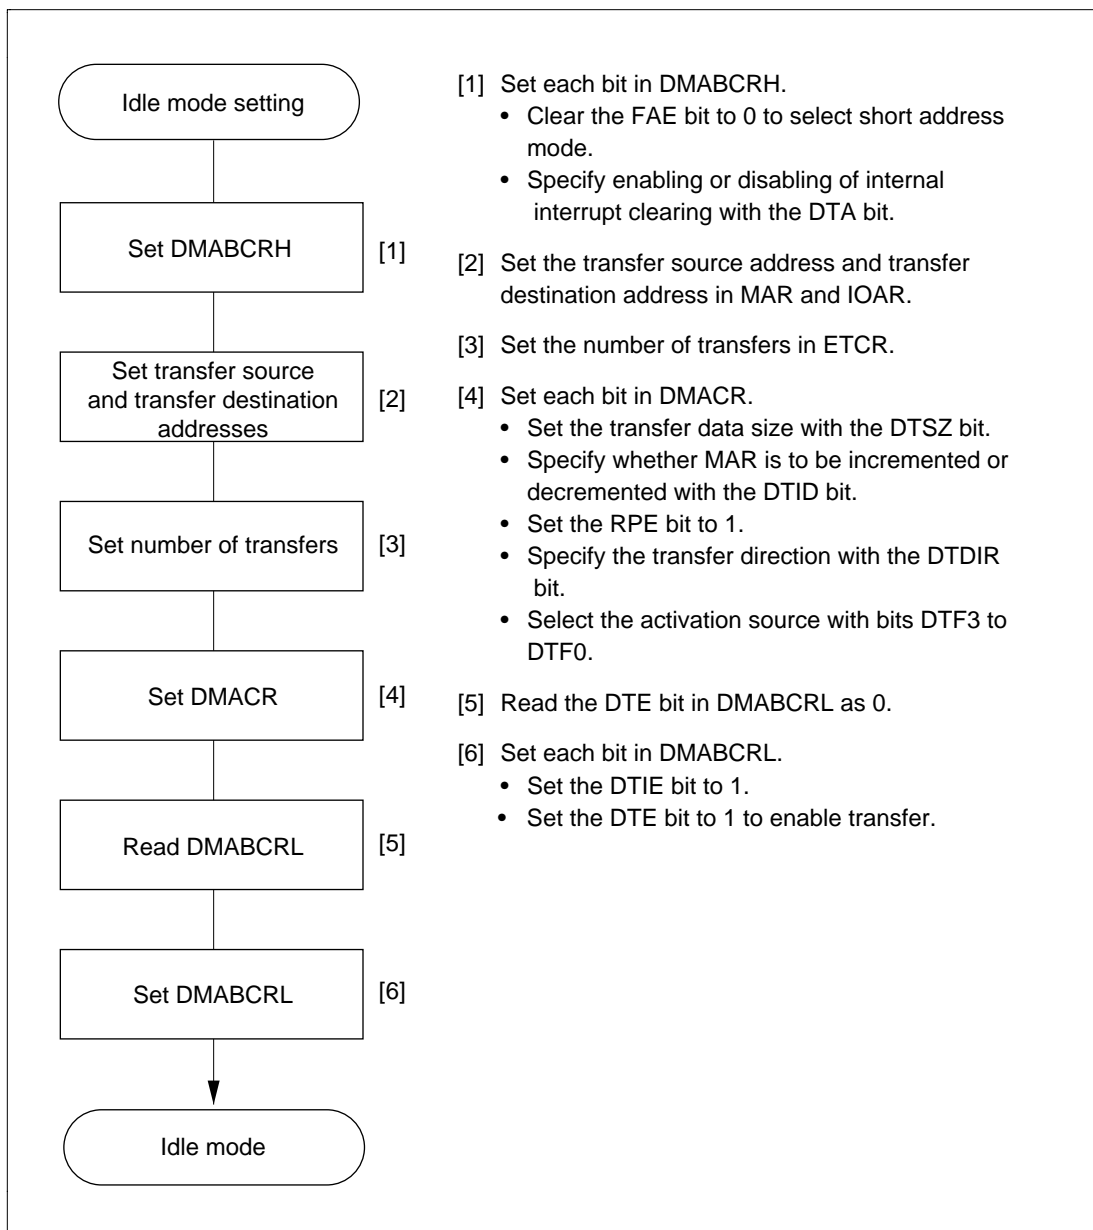 Idle mode setting
Set DMABCRH
[1]
Set transfer source
and transfer destination
addresses
[2]
Set number of transfers
[3]
Set DMACR
[4]
Read DMABCRL
[5]
Set DMABCRL
[6]
Idle mode
[1] Set each bit in DMABCRH.
• Clear the FAE bit to 0 to select short address
mode.
• Specify enabling or disabling of internal
interrupt clearing with the DTA bit.
[2] Set the transfer source address and transfer
destination address in MAR and IOAR.
[3] Set the number of transfers in ETCR.
[4] Set each bit in DMACR.
• Set the transfer data size with the DTSZ bit.
• Specify whether MAR is to be incremented or
decremented with the DTID bit.
• Set the RPE bit to 1.
• Specify the transfer direction with the DTDIR
bit.
• Select the activation source with bits DTF3 to
DTF0.
[5] Read the DTE bit in DMABCRL as 0.
[6] Set each bit in DMABCRL.
• Set the DTIE bit to 1.
• Set the DTE bit to 1 to enable transfer.